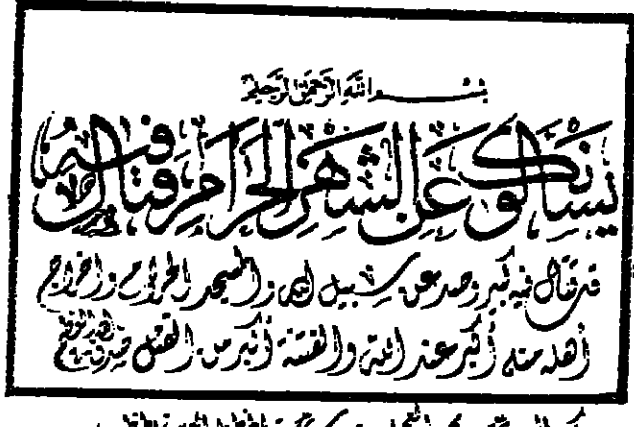 بسم الله الرحمن الرحيم
يسألونك عن الشهر الحرام قتال فيه
قل قتال فيه كبير وصد عن سبيل الله والمسجد الحرام وإخراج
أهله منه أكبر عند الله والفتنة أكبر من القتل صدق الله العظيم